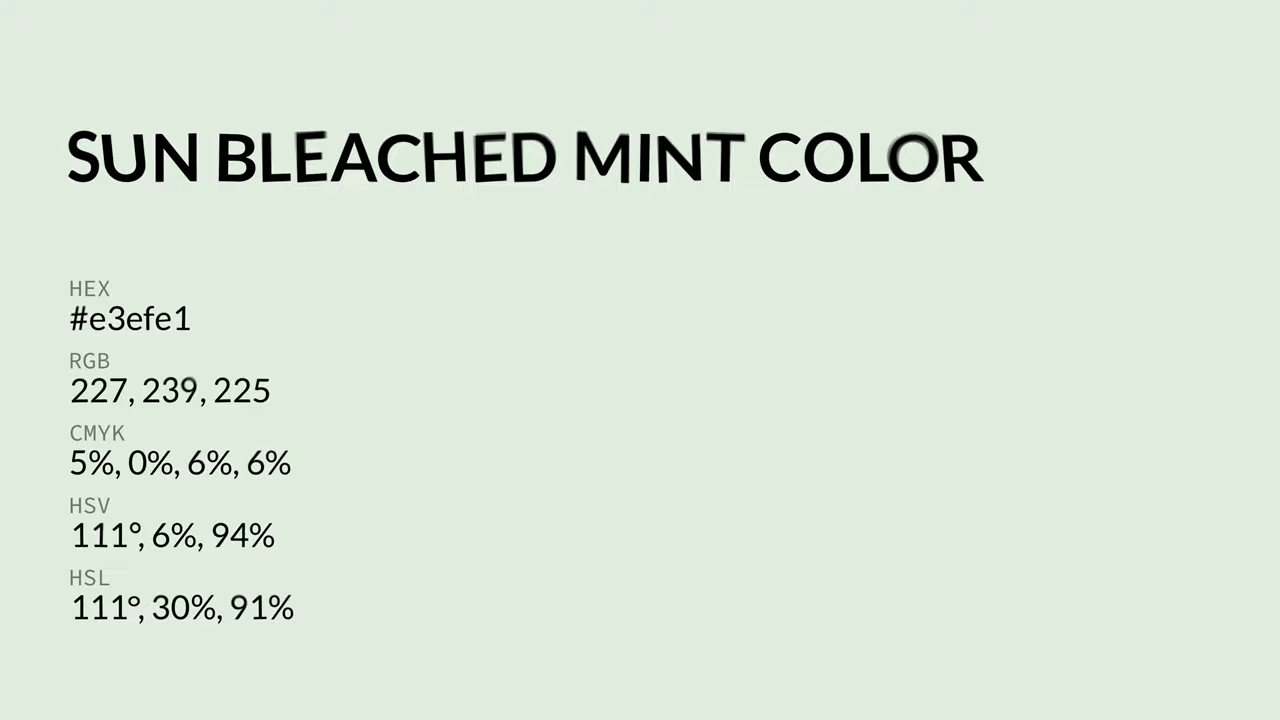 SUN BLEACHED MINT COLOR
HEX
#e3efe1
RGB
227, 239, 225
CMYK
5%, 0%, 6%, 6%
HSV
111°, 6%, 94%
HSL
111°, 30%, 91%